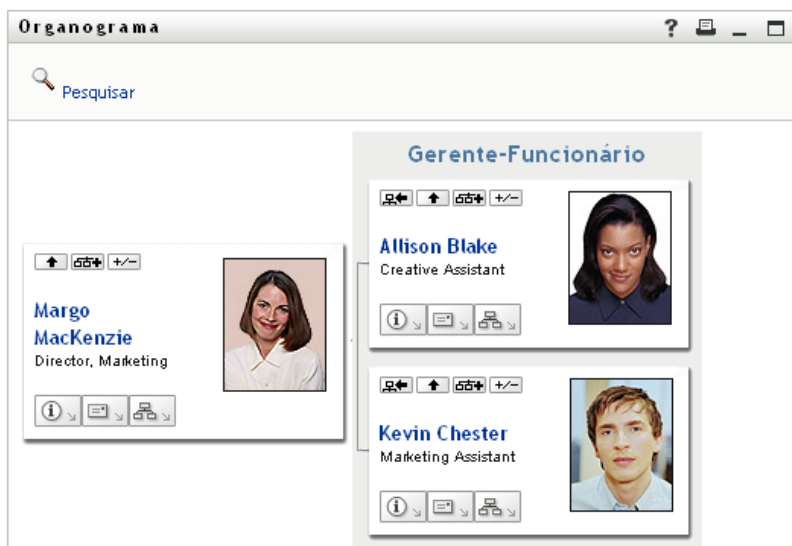 Organograma
?
Pesquisar
Gerente-Funcionário
+/-
Allison Blake
Creative Assistant
+/-
Margo
MacKenzie
Director, Marketing
+/-
Kevin Chester
Marketing Assistant